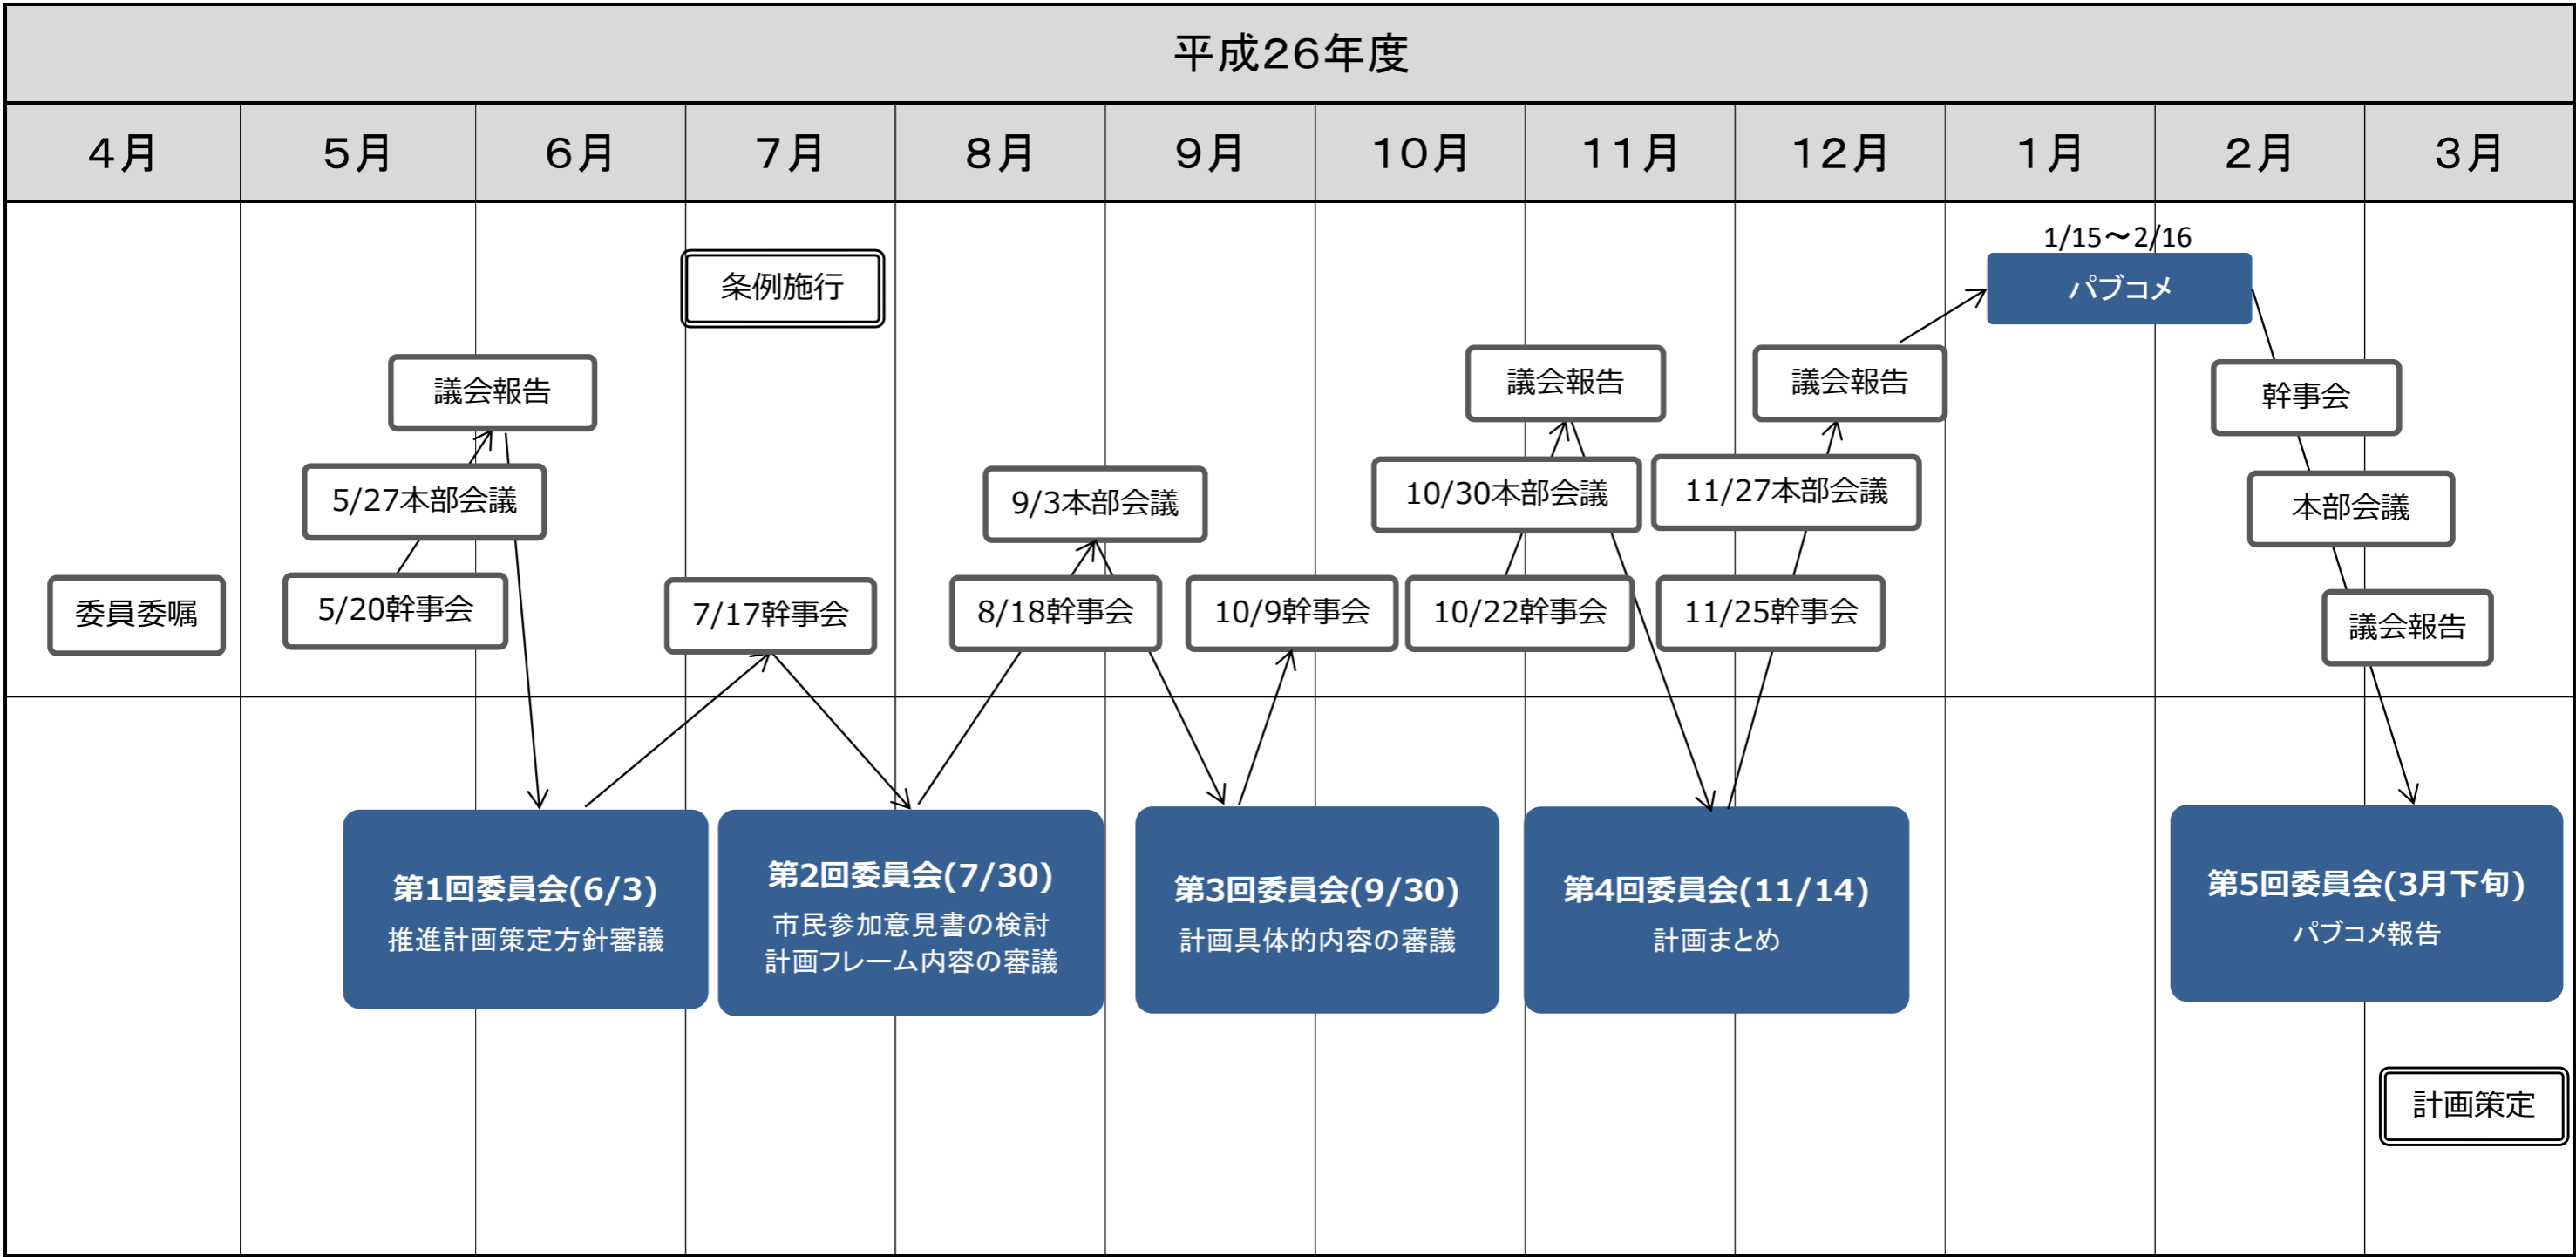 平成26年度
4月
5月
6月
7月
8月
9月
10月
11月
12月
1月
2月
3月
1/15～2/16
条例施行
パブコメ
議会報告
議会報告
議会報告
幹事会
5/27本部会議
9/3本部会議
10/30本部会議
11/27本部会議
本部会議
委員委嘱
5/20幹事会
7/17幹事会
8/18幹事会
10/9幹事会
10/22幹事会
11/25幹事会
議会報告
第1回委員会(6/3)
推進計画策定方針審議
第2回委員会(7/30)
市民参加意見書の検討
計画フレーム内容の審議
第3回委員会(9/30)
計画具体的内容の審議
第4回委員会(11/14)
計画まとめ
第5回委員会(3月下旬)
パブコメ報告
計画策定